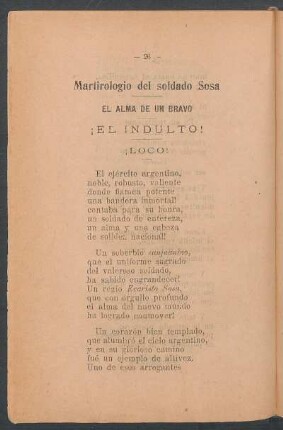 — 26 —
Martirologio del soldado Sosa
EL ALMA DE UN BRAVO
¡EL INDULTO!
¡LOCO!
El ejército argentino,
noble, robusto, valiente
donde flamea potente
una bandera inmortal!
contaba para su honra,
un soldado de entereza,
un alma y una cabeza
de solidez nacional!
Un soberbio
que el uniforme sagrado
del valeroso soldado,
ha sabido engrandecer!
Un regio Evaristo Sosa,
que con orgullo profundo
el alma del nuevo mundo
ha logrado conmover!
Un corazón bien templado,
que alumbró el cielo argentino,
y en su glorioso camino
fué un ejemplo de altivez.
Uno de esos arrogantes